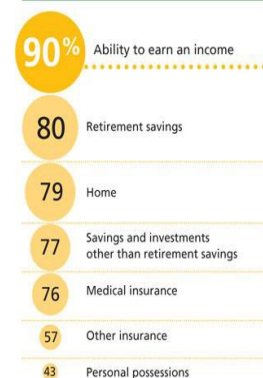 90% Ability to earn an income
80 Retirement savings
79 Home
77 Savings and investments
other than retirement savings
76 Medical insurance
57 Other insurance
43 Personal possessions